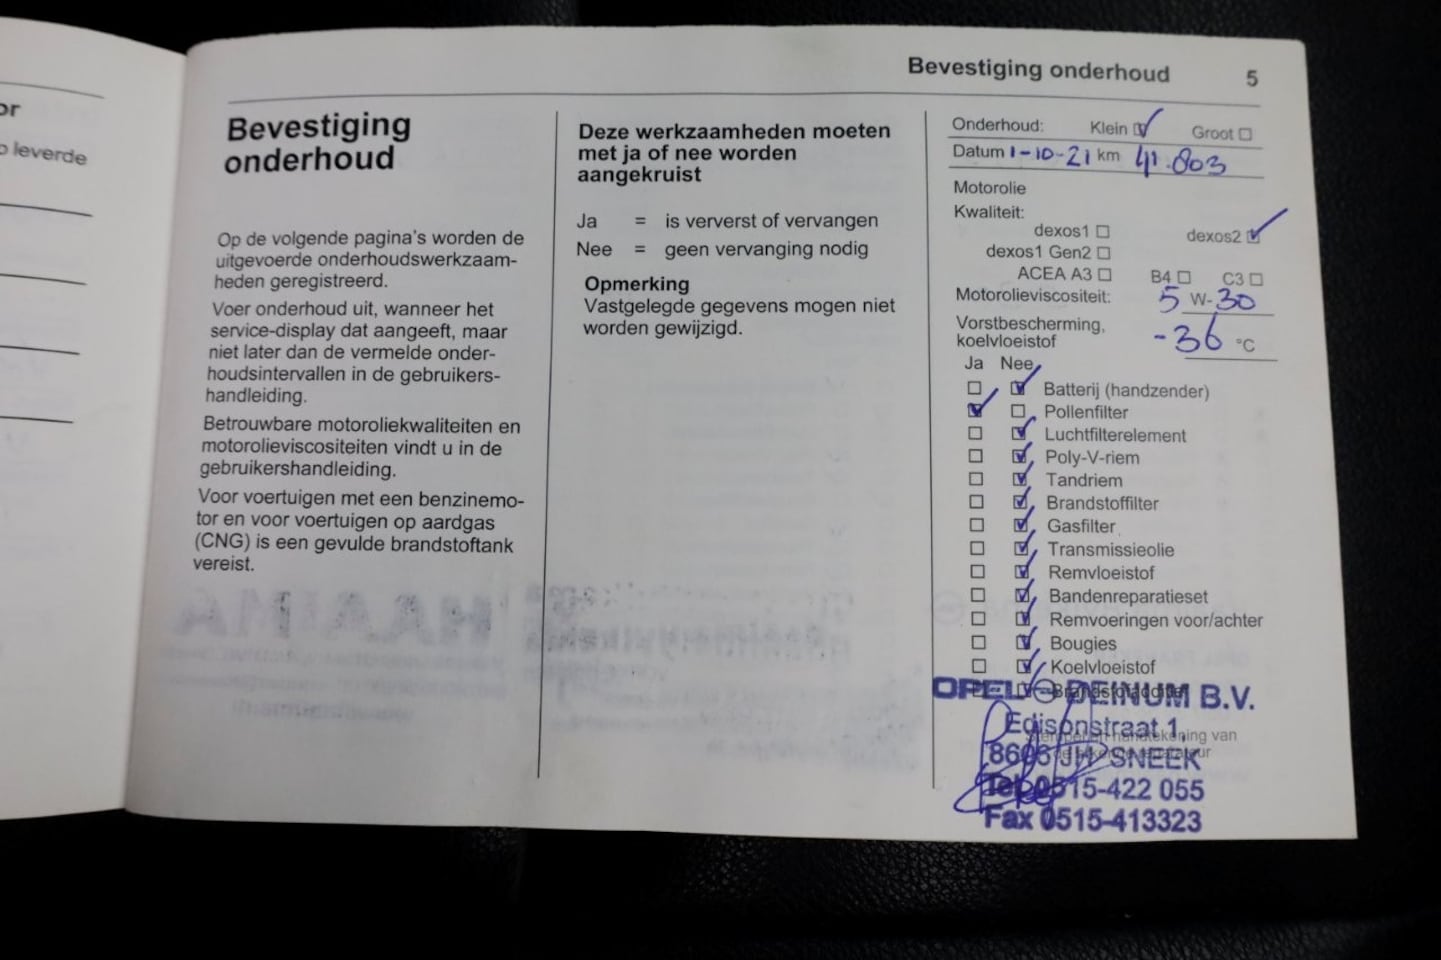 or
o leverde
Bevestiging onderhoud 5
Bevestiging
onderhoud
Op de volgende pagina's worden de
uitgevoerde onderhoudswerkzaam-
heden geregistreerd.
Voer onderhoud uit, wanneer het
service-display dat aangeeft, maar
niet later dan de vermelde onder-
houdsintervallen in de gebruikers-
handleiding.
Betrouwbare motoroliekwaliteiten en
motorolieviscositeiten vindt u in de
gebruikershandleiding.
Voor voertuigen met een benzinemo-
tor en voor voertuigen op aardgas
(CNG) is een gevulde brandstoftank
vereist.
Deze werkzaamheden moeten
met ja of nee worden
aangekruist
Ja = is ververst of vervangen
Nee = geen vervanging nodig
Opmerking
Vastgelegde gegevens mogen niet
worden gewijzigd.
Onderhoud: Klein ☑ Groot ☐
Datum 1-10-21 km 41.803
Motorolie
Kwaliteit:
dexos1 ☐ dexos2 ☑
dexos1 Gen2 ☐
ACEA A3 ☐ B4 ☐ C3 ☐
Motorolieviscositeit: 5 W-30
Vorstbescherming,
koelvloeistof -36 °C
Ja Nee
☐ ☑ Batterij (handzender)
☑ ☐ Pollenfilter
☐ ☑ Luchtfilterelement
☐ ☑ Poly-V-riem
☐ ☑ Tandriem
☐ ☑ Brandstoffilter
☐ ☑ Gasfilter
☐ ☑ Transmissieolie
☐ ☑ Remvloeistof
☐ ☑ Bandenreparatieset
☐ ☑ Remvoeringen voor/achter
☐ ☑ Bougies
☐ ☑ Koelvloeistof
OPEL DEINUM B.V.
Edisonstraat 1,
handtekening van
8606 JH SNEEK
Tel. 0515-422 055
Fax 0515-413323